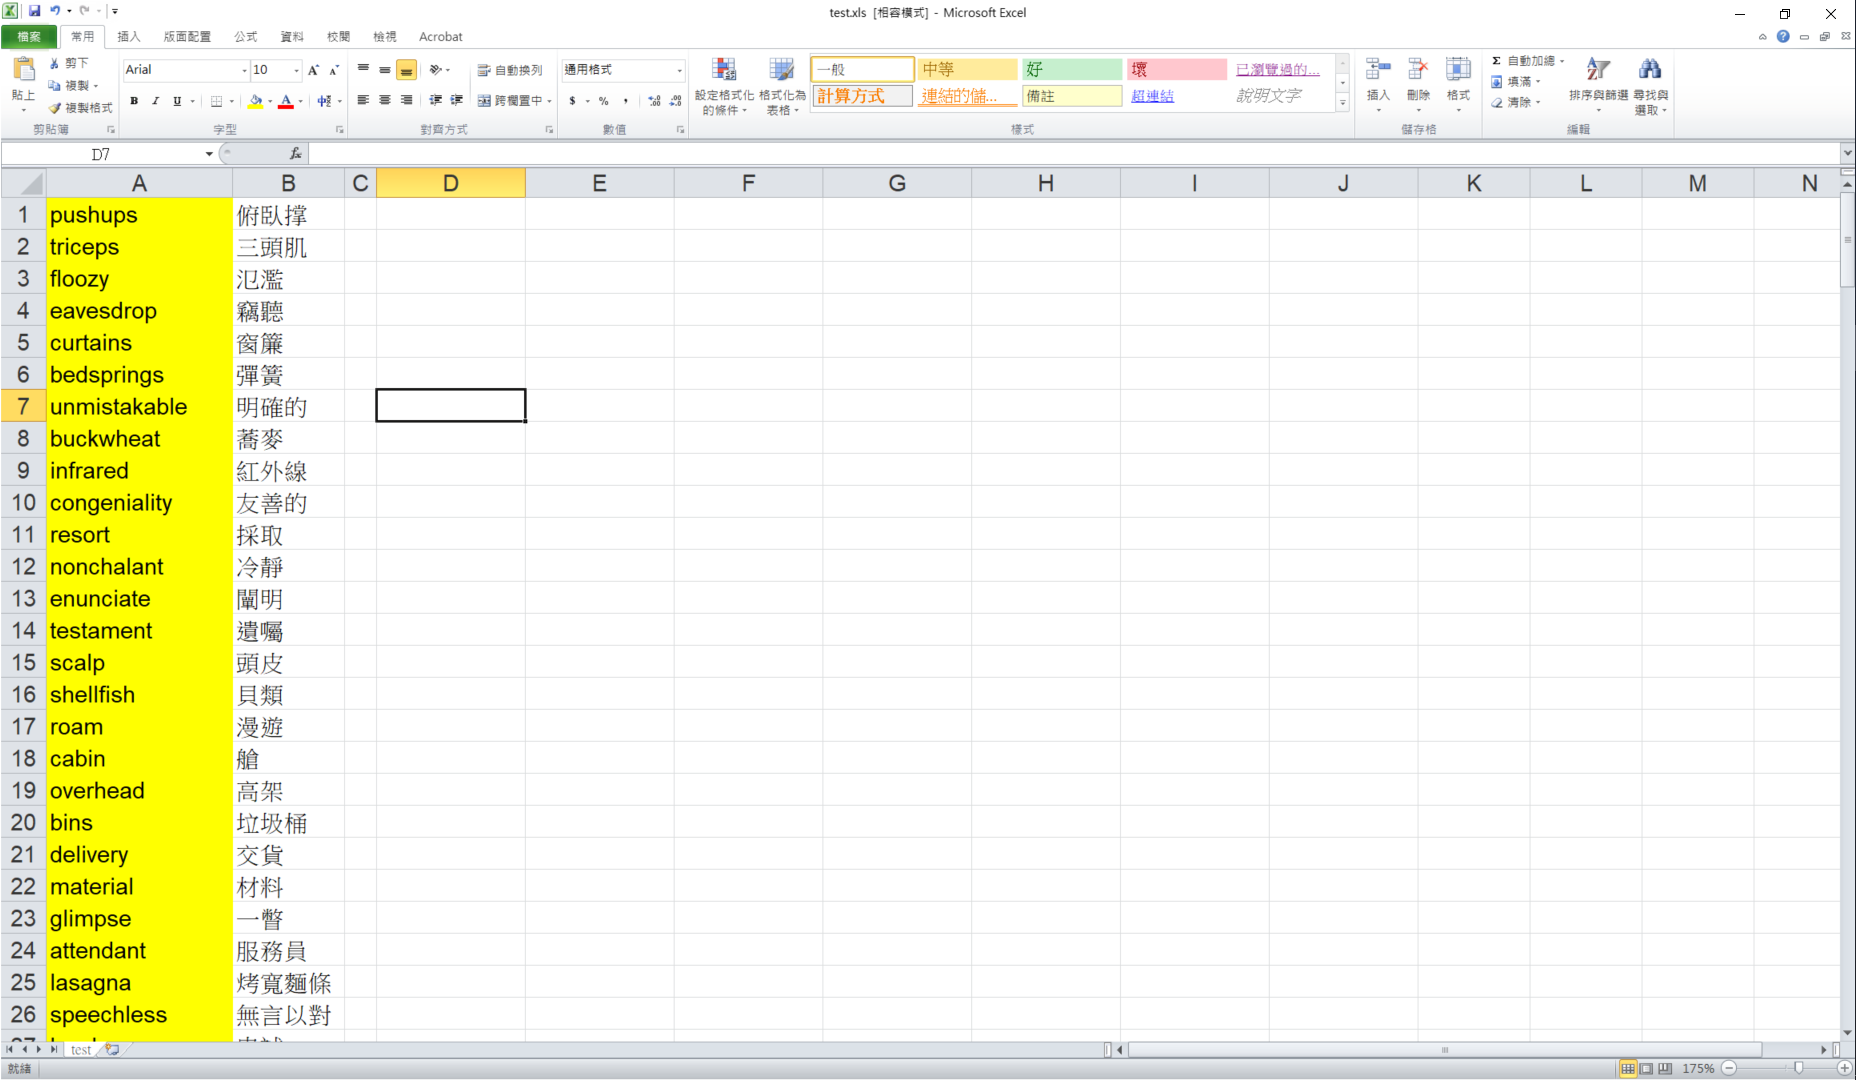 test.xls [相容模式] - Microsoft Excel
檔案 常用 插入 版面配置 公式 資料 校閱 檢視 Acrobat
貼上
剪下
複製
複製格式
剪貼簿
Arial 10
B I U
字型
自動換列
跨欄置中
對齊方式
通用格式
$ % ,
數值
設定格式化的條件
格式化為表格
一般 中等 好 壞 已瀏覽過的...
計算方式 連結的儲... 備註 超連結 說明文字
樣式
插入 刪除 格式
儲存格
Σ 自動加總
填滿
清除
排序與篩選
尋找與選取
編輯
D7 fx
A B C D E F G H I J K L M N
1 pushups 俯臥撑
2 triceps 三頭肌
3 floozy 氾濫
4 eavesdrop 竊聽
5 curtains 窗簾
6 bedsprings 彈簧
7 unmistakable 明確的
8 buckwheat 蕎麥
9 infrared 紅外線
10 congeniality 友善的
11 resort 採取
12 nonchalant 冷靜
13 enunciate 闡明
14 testament 遺囑
15 scalp 頭皮
16 shellfish 貝類
17 roam 漫遊
18 cabin 艙
19 overhead 高架
20 bins 垃圾桶
21 delivery 交貨
22 material 材料
23 glimpse 一瞥
24 attendant 服務員
25 lasagna 烤寬麵條
26 speechless 無言以對
test
就緒 175%